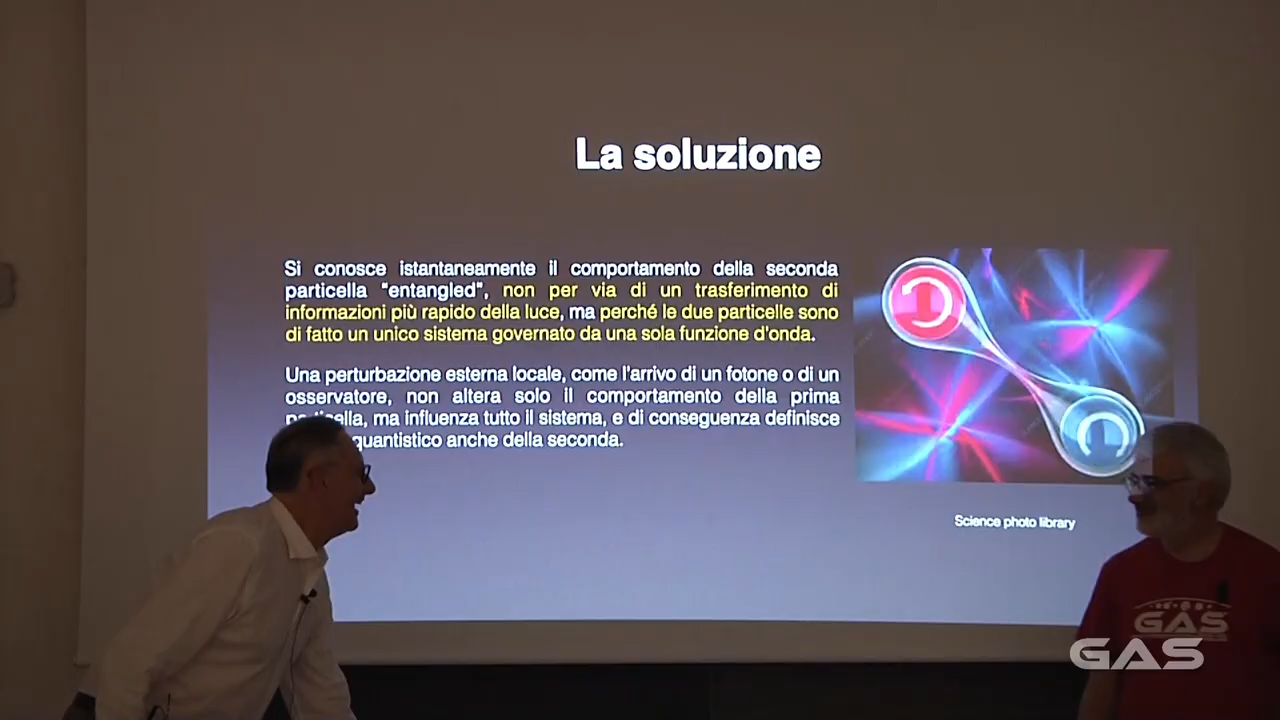 La soluzione
Si conosce istantaneamente il comportamento della seconda
particella “entangled”, non per via di un trasferimento di
informazioni più rapido della luce, ma perché le due particelle sono
di fatto un unico sistema governato da una sola funzione d'onda.
Una perturbazione esterna locale, come l'arrivo di un fotone o di un
osservatore, non altera solo il comportamento della prima
particella, ma influenza tutto il sistema, e di conseguenza definisce
quantistico anche della seconda.
Science photo library
GAS
GAS